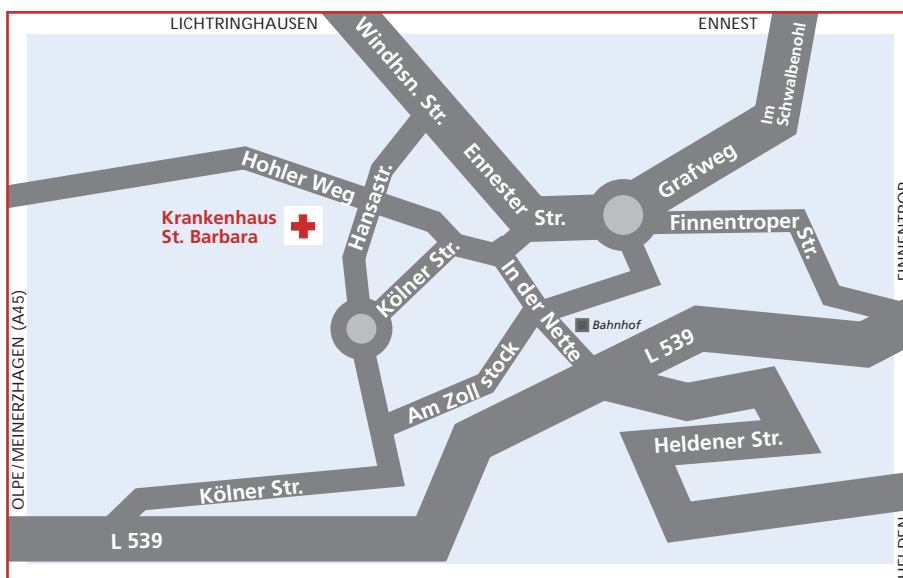 LICHTRINGHAUSEN
ENNEST
Windhsn. Str.
Im
Schwalbenohl
Hohler Weg
Ennester
Str.
Grafweg
Krankenhaus
St. Barbara
Hansastr.
Finnentroper
Str.
FINNENTROP
Kölner Str.
In der Nette
Bahnhof
OLPE/MEINERZHAGEN (A45)
L 539
Am Zoll stock
Heldener Str.
Kölner Str.
L 539
HELDEN